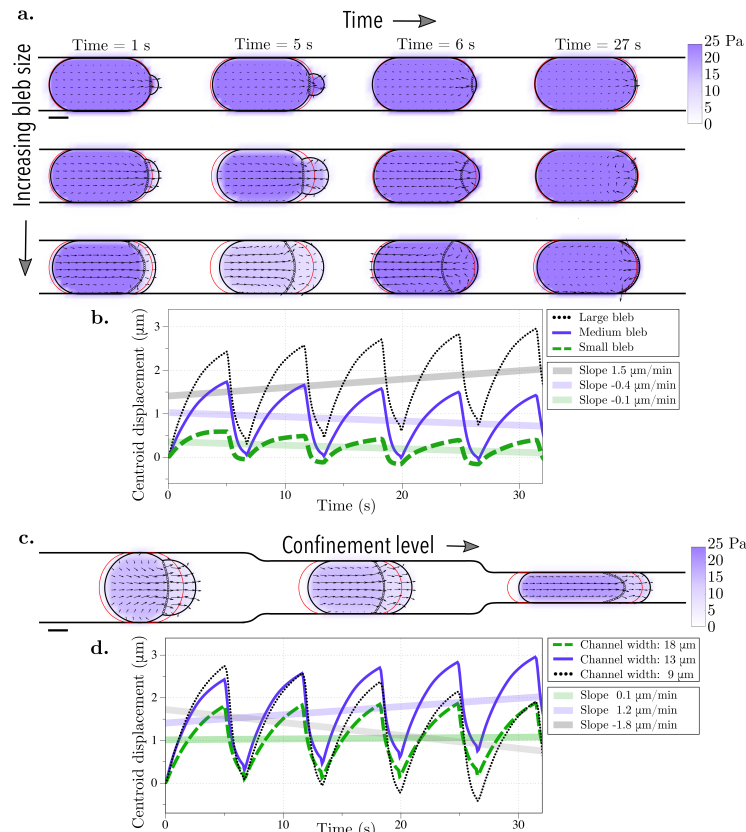 a.
Time
Time = 1 s
Time = 5 s
Time = 6 s
Time = 27 s
25 Pa
20
15
10
5
0
Increasing bleb size
b.
Centroid displacement (μm)
3
2
1
0
0
10
20
30
Time (s)
Large bleb
Medium bleb
Small bleb
Slope 1.5 μm/min
Slope -0.4 μm/min
Slope -0.1 μm/min
c.
Confinement level
25 Pa
20
15
10
5
0
d.
Centroid displacement (μm)
3
2
1
0
0
10
20
30
Time (s)
Channel width: 18 μm
Channel width: 13 μm
Channel width: 9 μm
Slope 0.1 μm/min
Slope 1.2 μm/min
Slope -1.8 μm/min